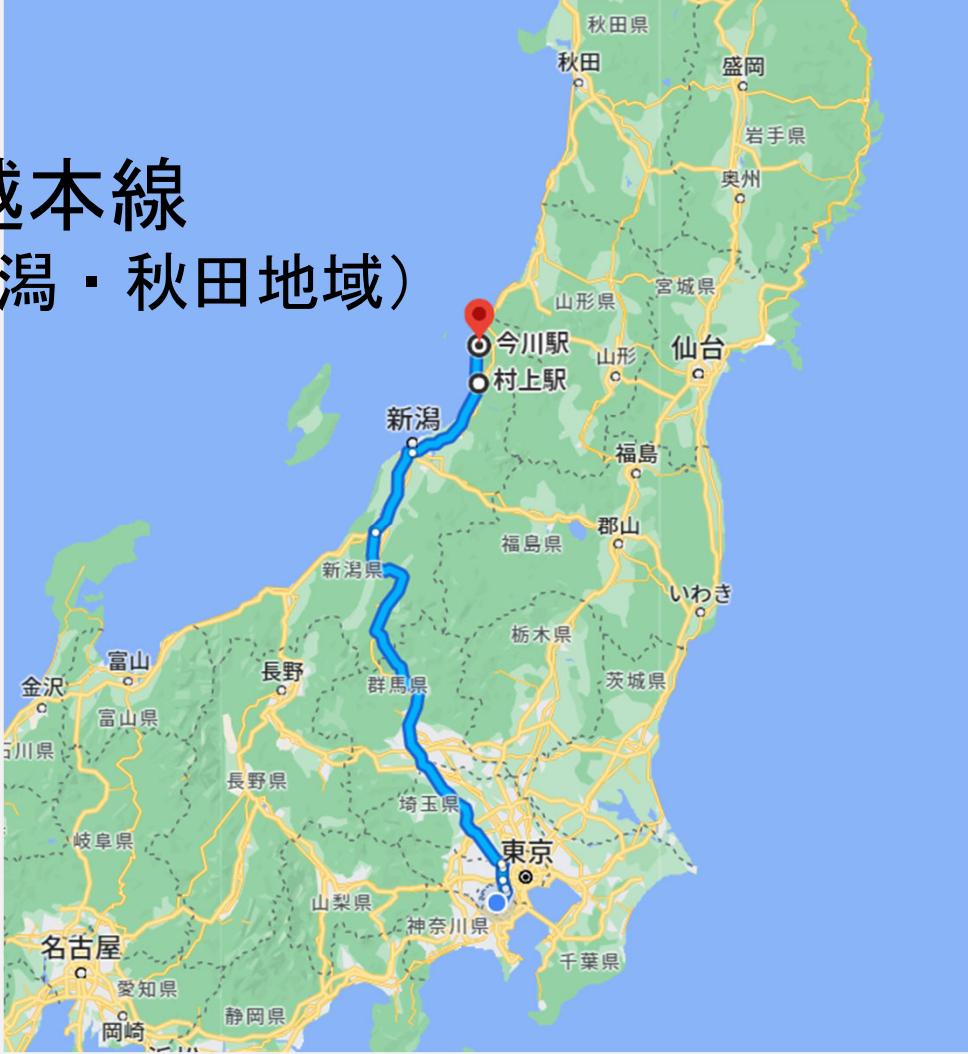 秋田県
秋田
盛岡
岩手県
越本線
奥州
潟・秋田地域）
宮城県
山形県
今川駅
山形
仙台
村上駅
新潟
福島
郡山
福島県
新潟県
いわき
栃木県
富山
長野
金沢
群馬県
茨城県
富山県
石川県
長野県
埼玉県
岐阜県
東京
山梨県
神奈川県
名古屋
千葉県
愛知県
静岡県
岡崎
浜松